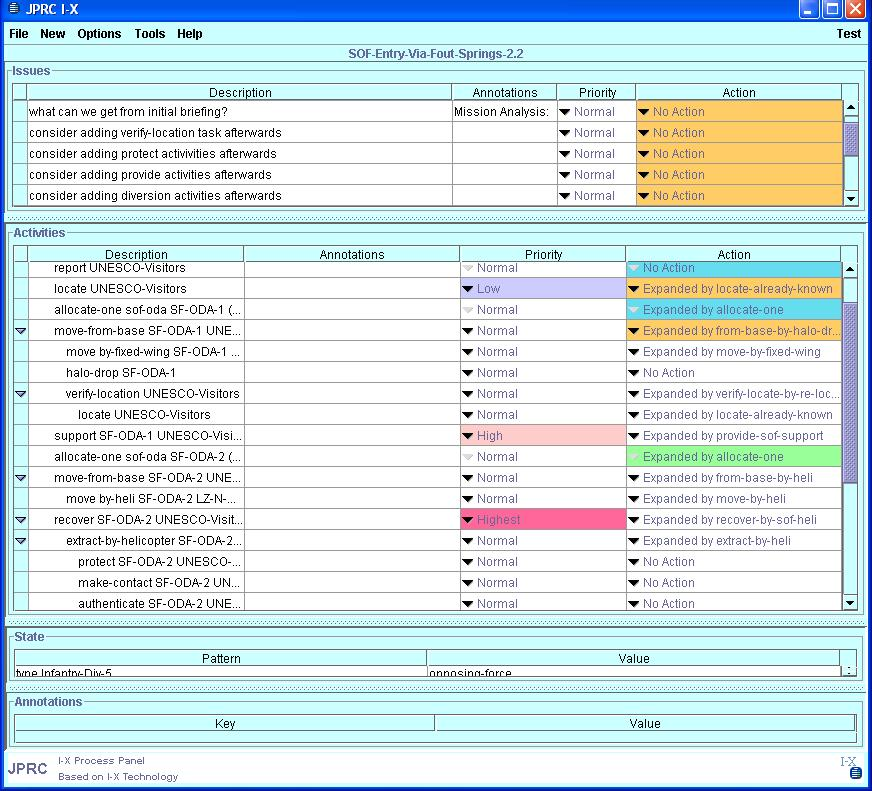 JPRC I-X
File New Options Tools Help Test
SOF-Entry-Via-Fout-Springs-2.2
Issues
Description Annotations Priority Action
what can we get from initial briefing? Mission Analysis: Normal No Action
consider adding verify-location task afterwards Normal No Action
consider adding protect activivities afterwards Normal No Action
consider adding provide activities afterwards Normal No Action
consider adding diversion activities afterwards Normal No Action
Activities
Description Annotations Priority Action
report UNESCO-Visitors Normal No Action
locate UNESCO-Visitors Low Expanded by locate-already-known
allocate-one sof-oda SF-ODA-1 (... Normal Expanded by allocate-one
move-from-base SF-ODA-1 UNE... Normal Expanded by from-base-by-halo-dr...
move by-fixed-wing SF-ODA-1 ... Normal Expanded by move-by-fixed-wing
halo-drop SF-ODA-1 Normal No Action
verify-location UNESCO-Visitors Normal Expanded by verify-locate-by-re-loc...
locate UNESCO-Visitors Normal Expanded by locate-already-known
support SF-ODA-1 UNESCO-Visi... High Expanded by provide-sof-support
allocate-one sof-oda SF-ODA-2 (... Normal Expanded by allocate-one
move-from-base SF-ODA-2 UNE... Normal Expanded by from-base-by-heli
move by-heli SF-ODA-2 LZ-N-... Normal Expanded by move-by-heli
recover SF-ODA-2 UNESCO-Visit... Highest Expanded by recover-by-sof-heli
extract-by-helicopter SF-ODA-2... Normal Expanded by extract-by-heli
protect SF-ODA-2 UNESCO-... Normal No Action
make-contact SF-ODA-2 UN... Normal No Action
authenticate SF-ODA-2 UNE... Normal No Action
State
Pattern Value
type Infantry-Div-5 opposing-force
Annotations
Key Value
JPRC I-X Process Panel I-X
Based on I-X Technology